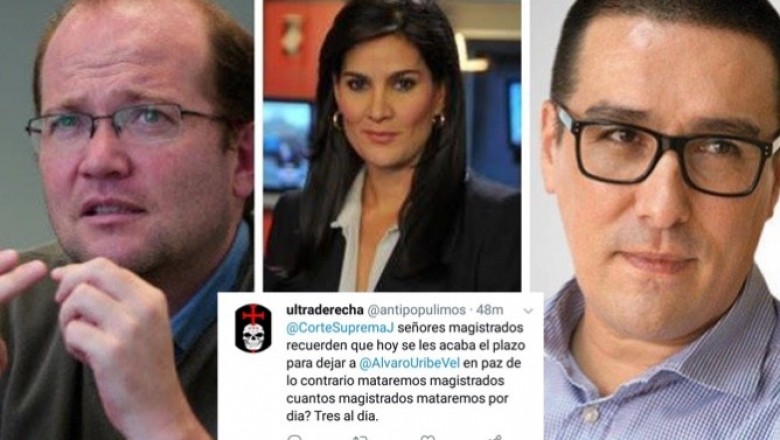 ultraderecha @antipopulimos · 48m
@CorteSupremaJ señores magistrados
recuerden que hoy se les acaba el plazo
para dejar a @AlvaroUribeVel en paz de
lo contrario mataremos magistrados
cuantos magistrados mataremos por
dia? Tres al día.